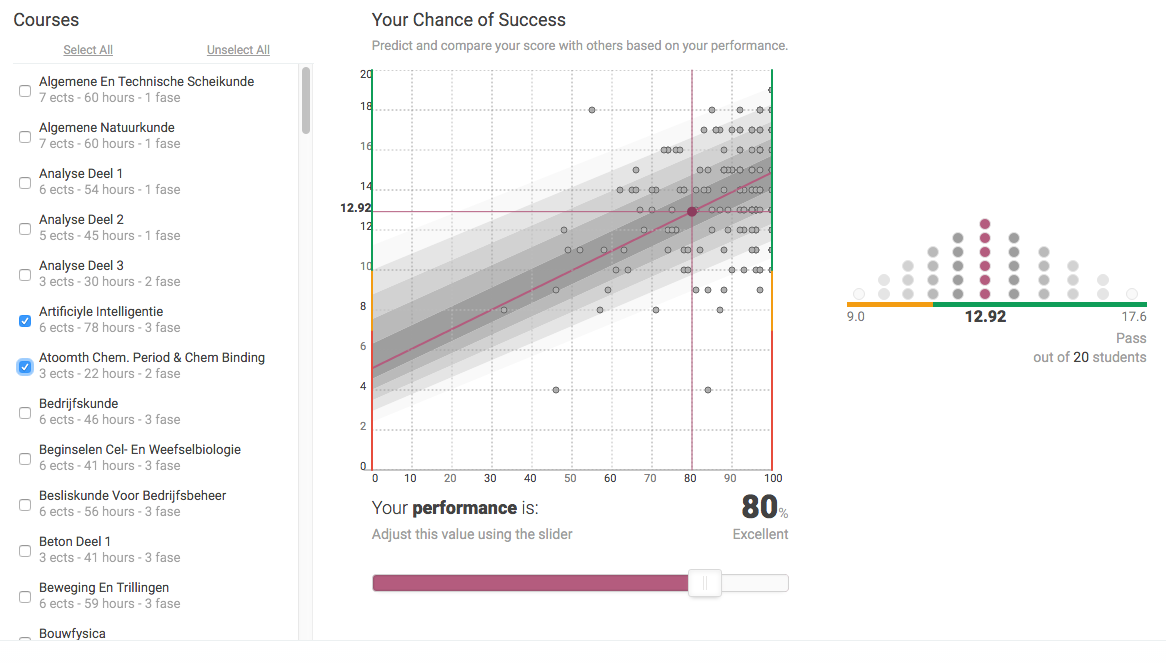 Courses
Select All Unselect All
Algemene En Technische Scheikunde
7 ects - 60 hours - 1 fase
Algemene Natuurkunde
7 ects - 60 hours - 1 fase
Analyse Deel 1
6 ects - 54 hours - 1 fase
Analyse Deel 2
5 ects - 45 hours - 1 fase
Analyse Deel 3
3 ects - 30 hours - 2 fase
Artificiyle Intelligentie
6 ects - 78 hours - 3 fase
Atoomth Chem. Period & Chem Binding
3 ects - 22 hours - 2 fase
Bedrijfskunde
6 ects - 46 hours - 3 fase
Beginselen Cel- En Weefselbiologie
6 ects - 41 hours - 3 fase
Besliskunde Voor Bedrijfsbeheer
6 ects - 56 hours - 3 fase
Beton Deel 1
3 ects - 41 hours - 3 fase
Beweging En Trillingen
6 ects - 59 hours - 3 fase
Bouwfysica
Your Chance of Success
Predict and compare your score with others based on your performance.
20
18
16
14
12.92
12
10
8
6
4
2
0
0 10 20 30 40 50 60 70 80 90 100
Your performance is: 80%
Adjust this value using the slider Excellent
9.0 12.92 17.6
Pass
out of 20 students